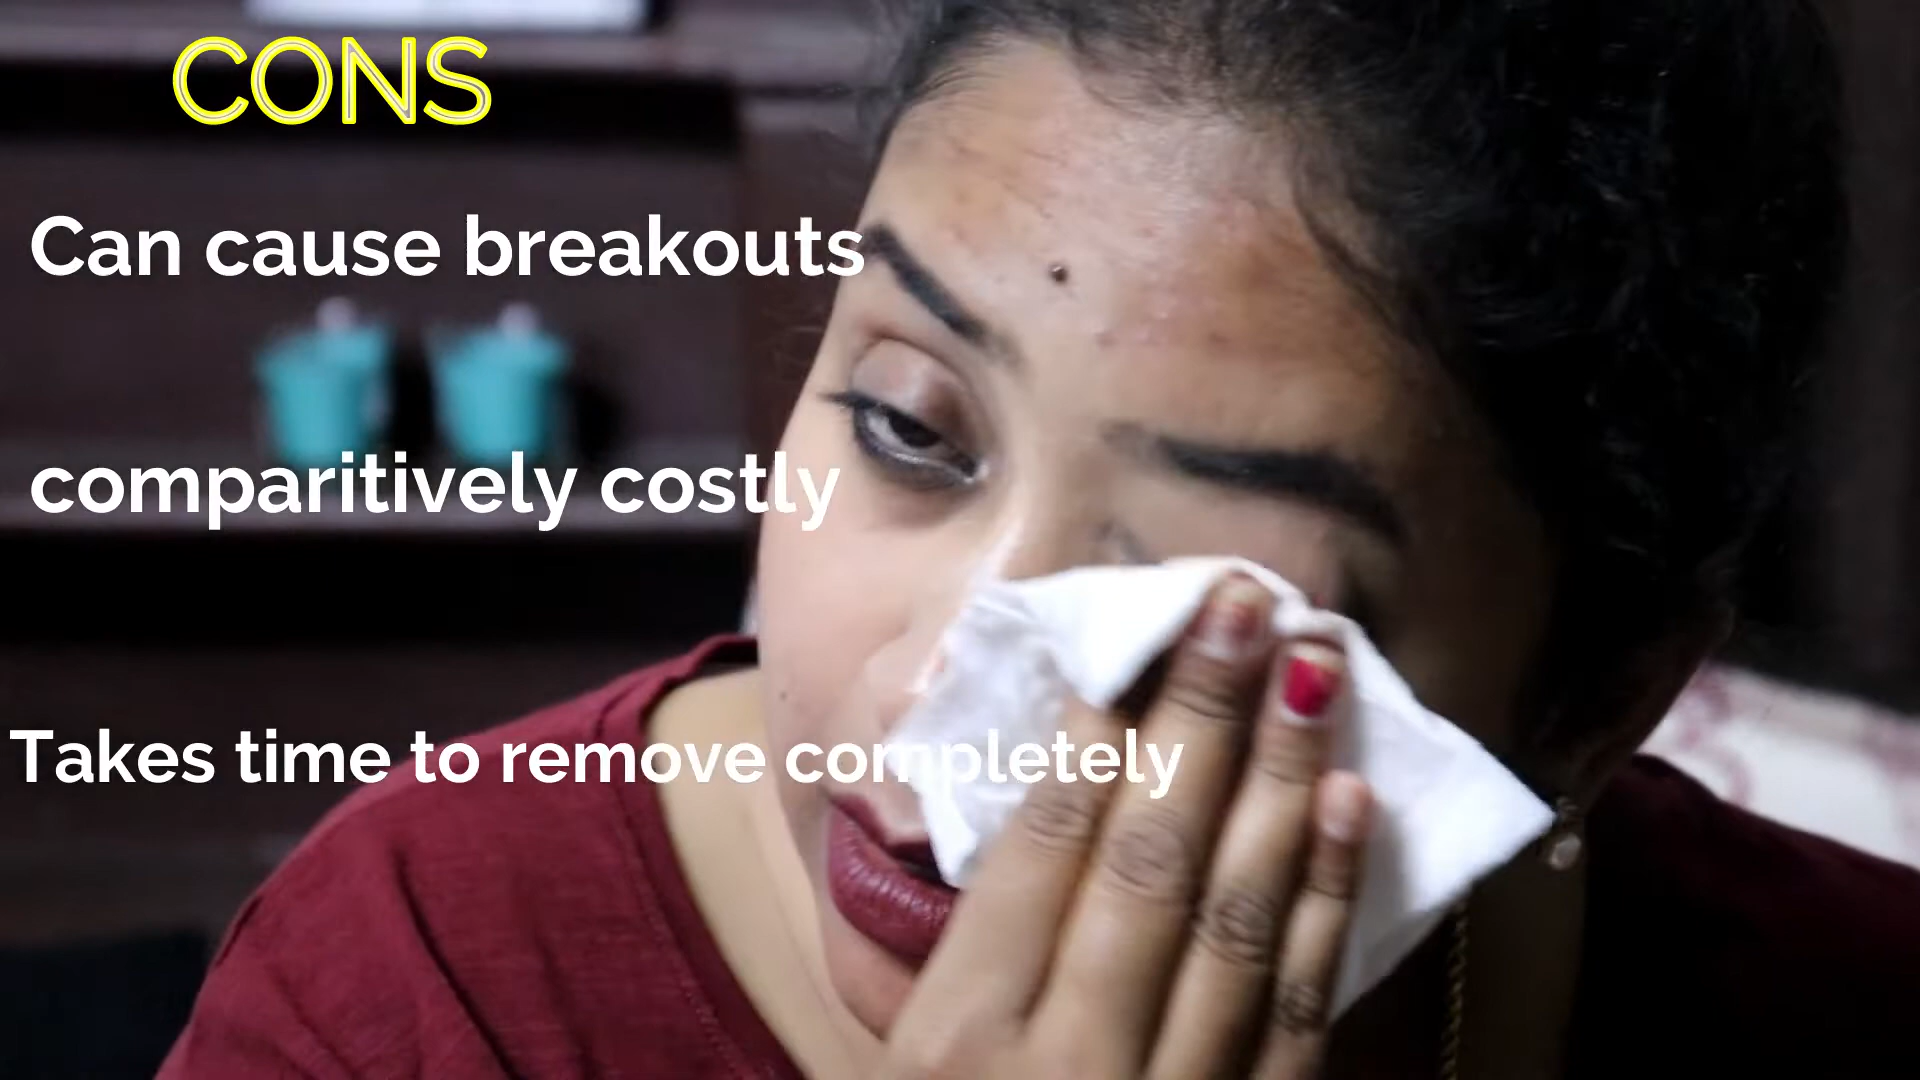 CONS
Can cause breakouts
comparitively costly
Takes time to remove completely